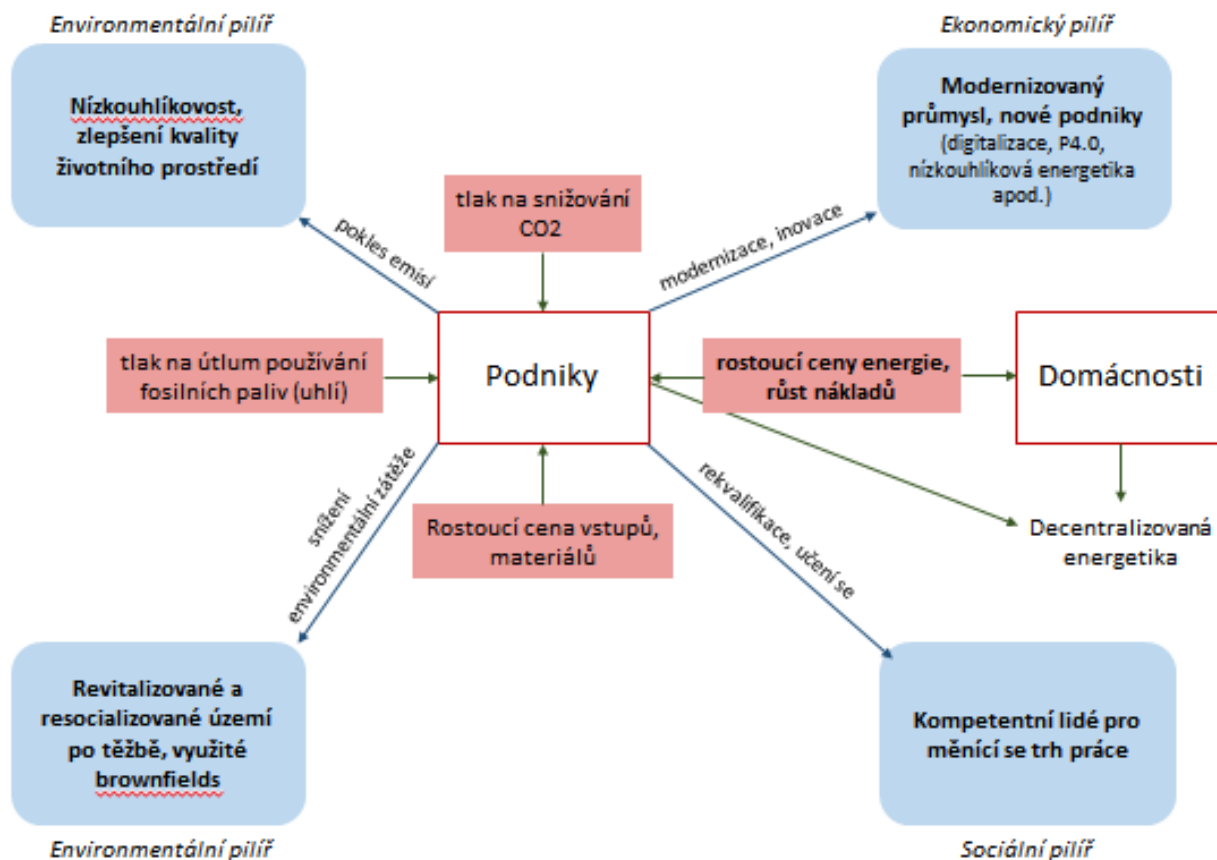 Environmentální pilíř
Nízkouhlíkovost,
zlepšení kvality
životního prostředí
Ekonomický pilíř
Modernizovaný
průmysl, nové podniky
(digitalizace, P4.0,
nízkouhlíková energetika
apod.)
tlak na snižování
CO2
pokles emisí
modernizace, inovace
tlak na útlum používání
fosilních paliv (uhlí)
Podniky
rostoucí ceny energie,
růst nákladů
Domácnosti
snížení
environmentální zátěže
Rostoucí cena vstupů,
materiálů
rekvalifikace, učení se
Decentralizovaná
energetika
Revitalizované a
resocializované území
po těžbě, využité
brownfields
Environmentální pilíř
Kompetentní lidé pro
měnící se trh práce
Sociální pilíř